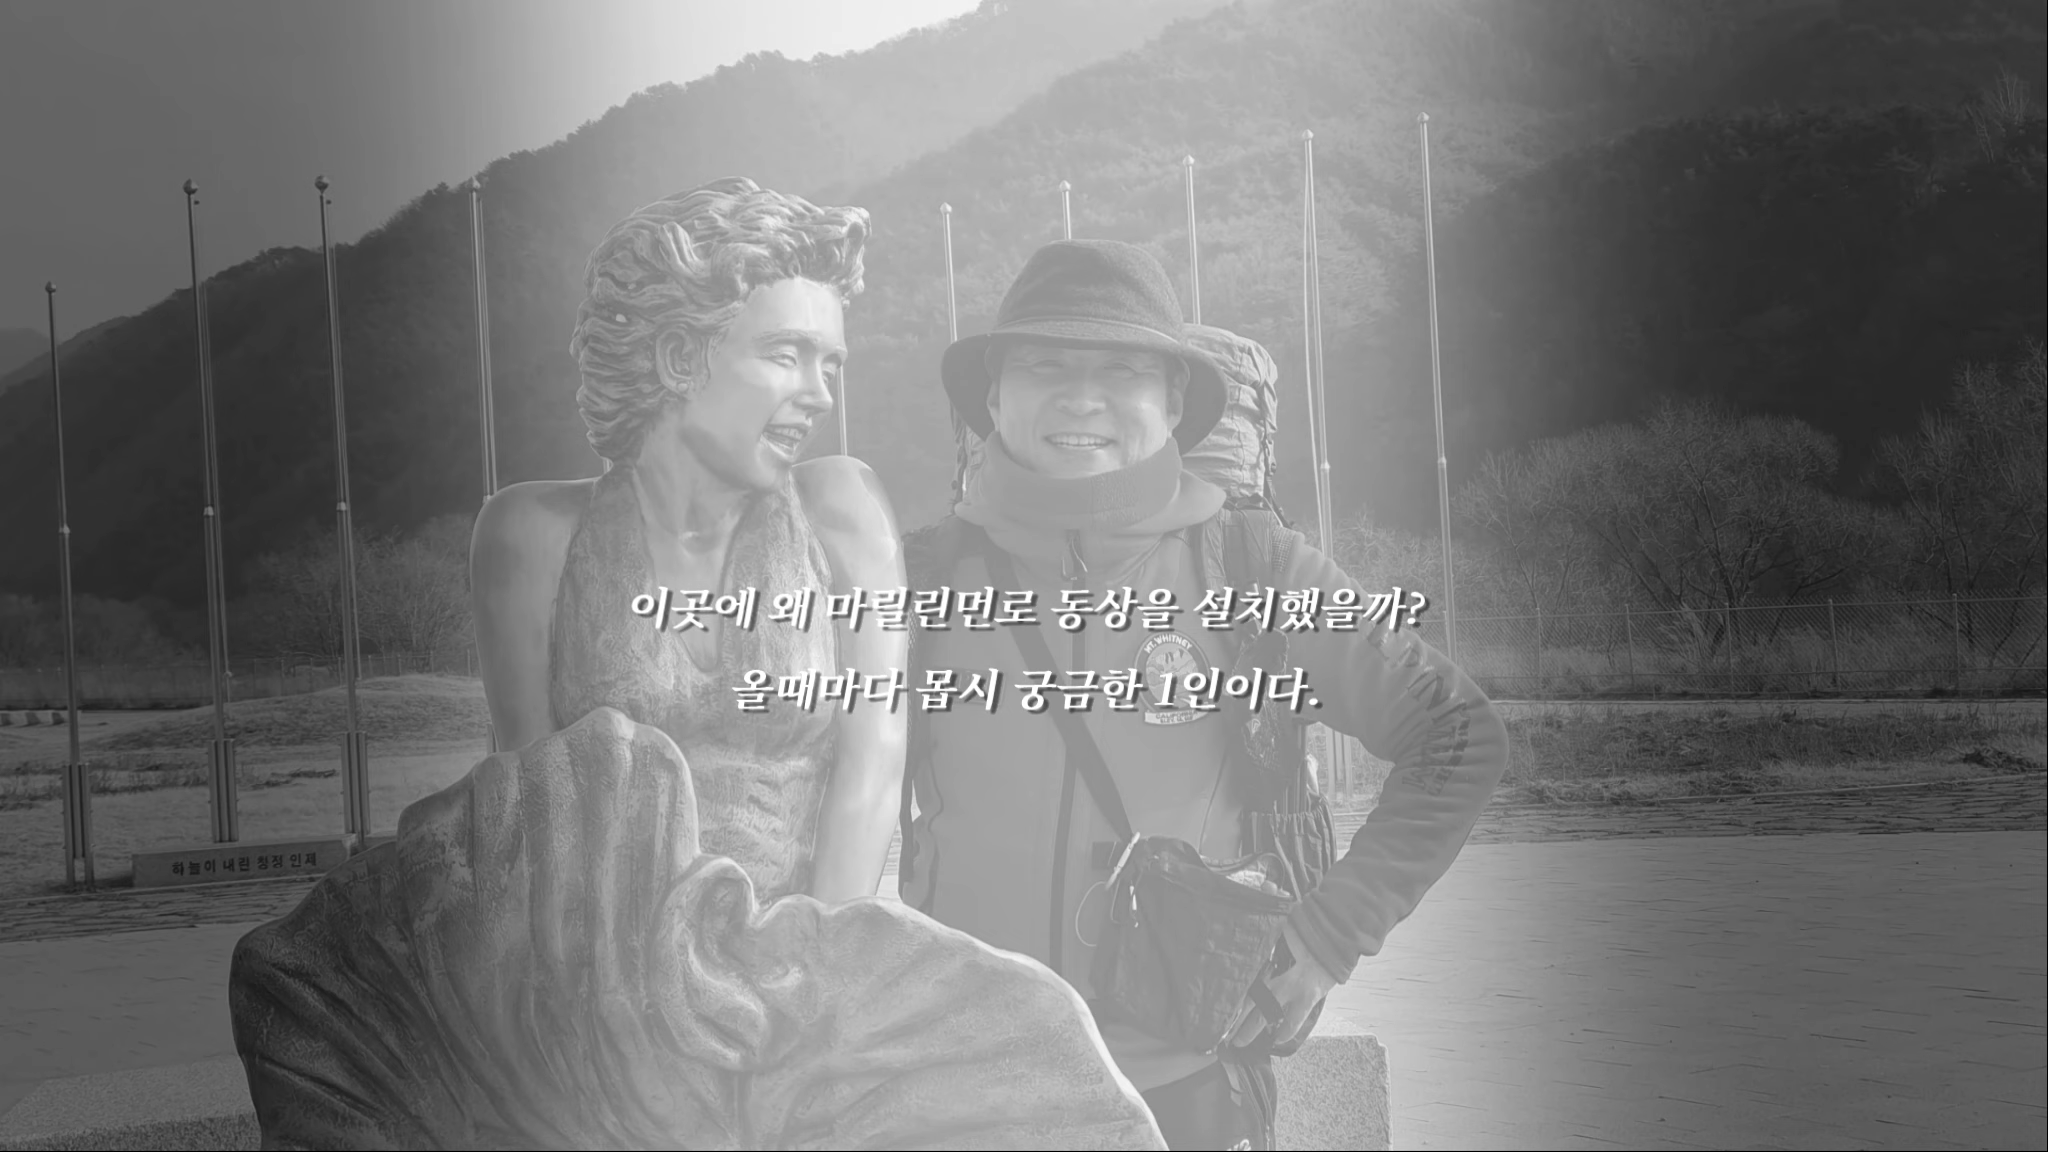 이곳에 왜 마릴린먼로 동상을 설치했을까?
올때마다 몹시 궁금한 1인이다.
MT. WHITNEY
하늘이 내린 청정 인제